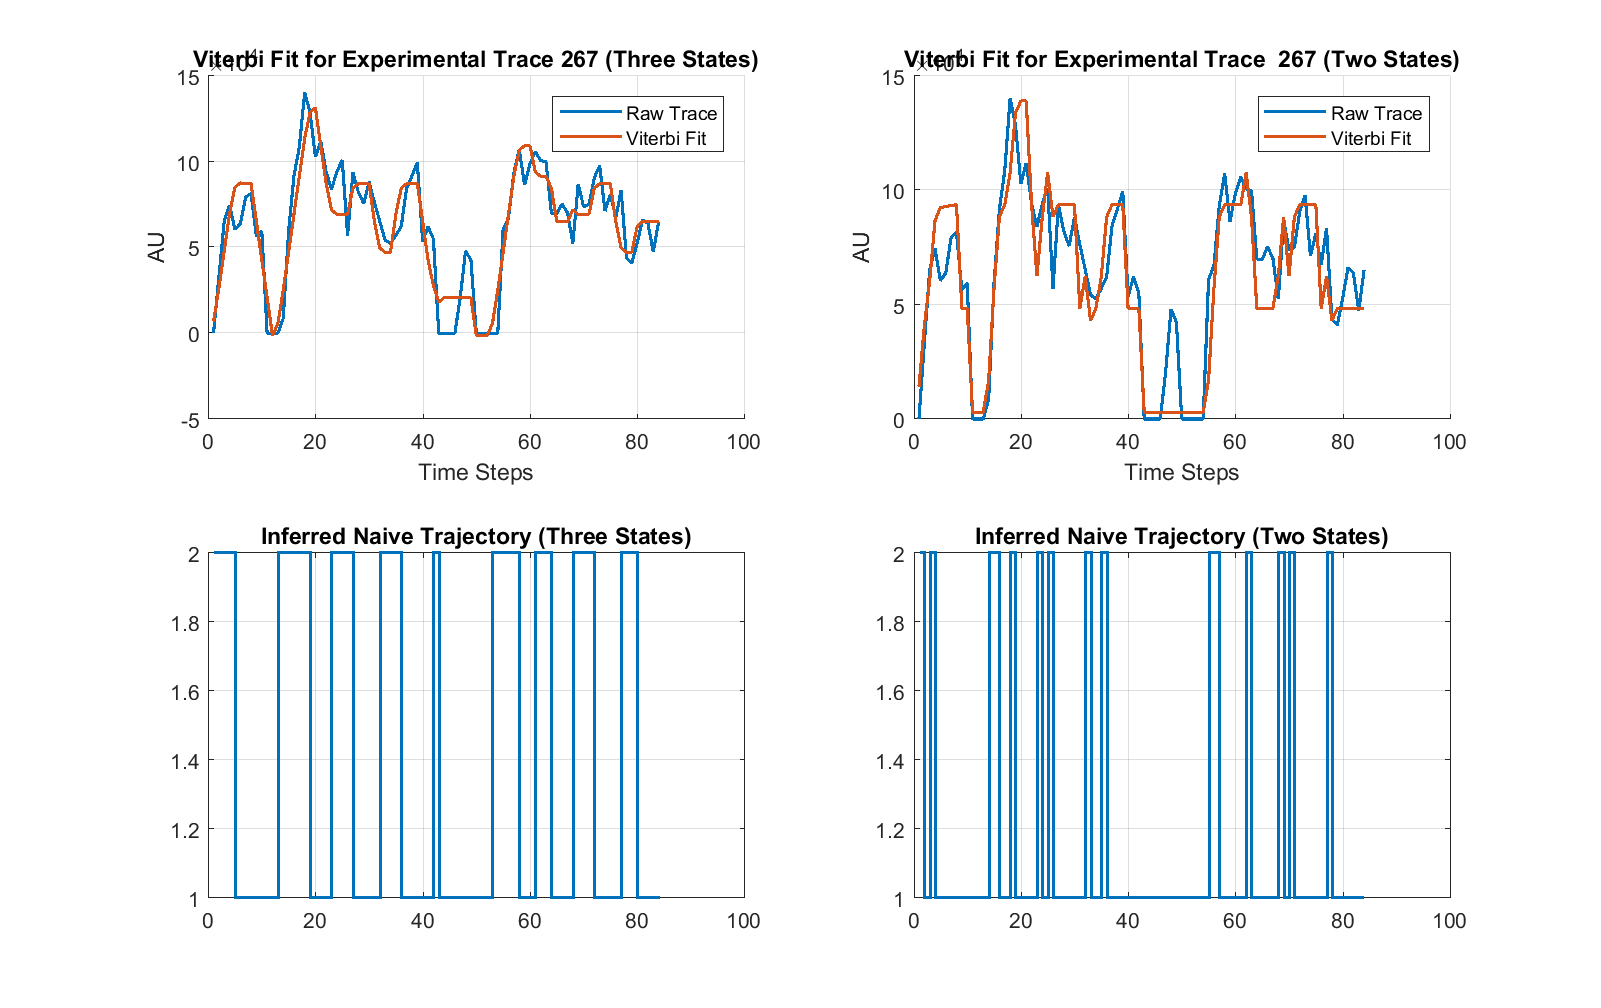 Viterbi Fit for Experimental Trace 267 (Three States)
15
10
5
0
-5
AU
Raw Trace
Viterbi Fit
0 20 40 60 80 100
Time Steps
Viterbi Fit for Experimental Trace 267 (Two States)
15
10
5
0
AU
Raw Trace
Viterbi Fit
0 20 40 60 80 100
Time Steps
Inferred Naive Trajectory (Three States)
2
1.8
1.6
1.4
1.2
1
0 20 40 60 80 100
Inferred Naive Trajectory (Two States)
2
1.8
1.6
1.4
1.2
1
0 20 40 60 80 100